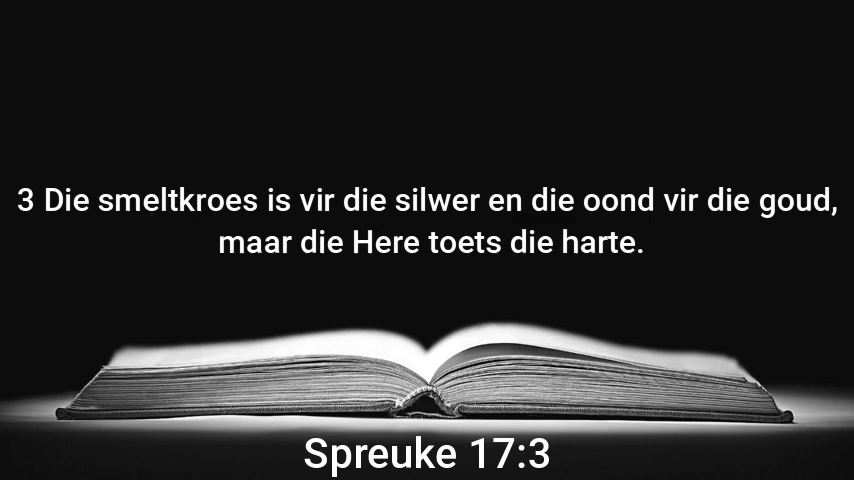 3 Die smeltkroes is vir die silwer en die oond vir die goud,
maar die Here toets die harte.
Spreuke 17:3